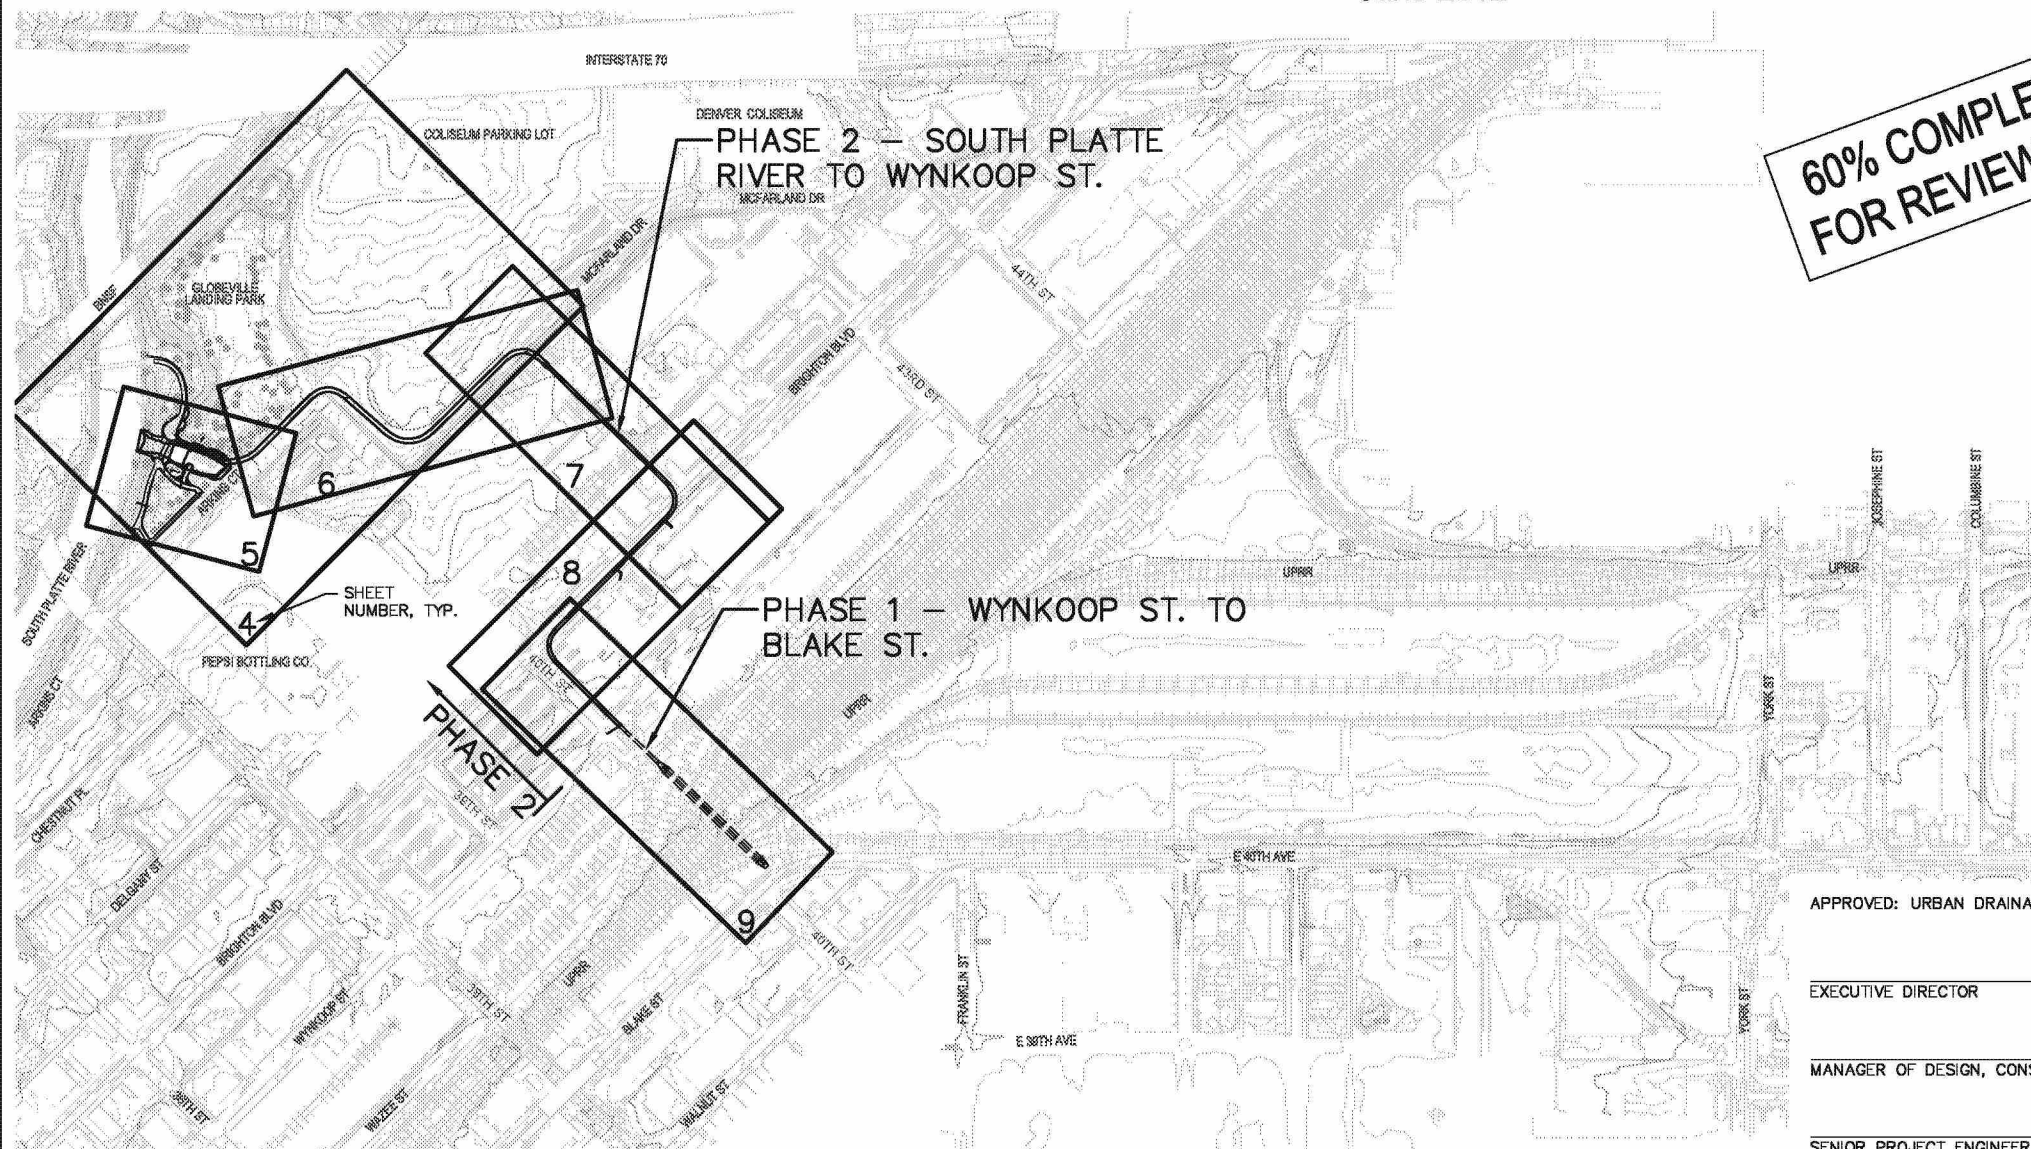 INTERSTATE 70
DENVER COLISEUM
COLISEUM PARKING LOT
PHASE 2 — SOUTH PLATTE
RIVER TO WYNKOOP ST.
MCFARLAND DR
60% COMPLE
FOR REVIEW
MCFARLAND DR
44TH ST
BNSF
GLOBEVILLE
LANDING PARK
BRIGHTON BLVD
43RD ST
6
7
JOSEPHINE ST
COLUMBINE ST
ARKINS C
5
8
SOUTH PLATTE RIVER
SHEET
NUMBER, TYP.
4
UPRR
UPRR
PHASE 1 — WYNKOOP ST. TO
BLAKE ST.
PEPSI BOTTLING CO.
40TH ST
ARKINS CT
UPRR
YORK ST
PHASE 2
36TH ST
CHESTNUT PL
DELGANY ST
E 40TH AVE
BRIGHTON BLVD
9
40TH ST
APPROVED: URBAN DRAINA
UPRR
39TH ST
FRANKLIN ST
EXECUTIVE DIRECTOR
WYNKOOP ST
BLAKE ST
YORK ST
E 39TH AVE
MANAGER OF DESIGN, CONS
38TH ST
WAZEE ST
WALNUT ST
SENIOR PROJECT ENGINEER